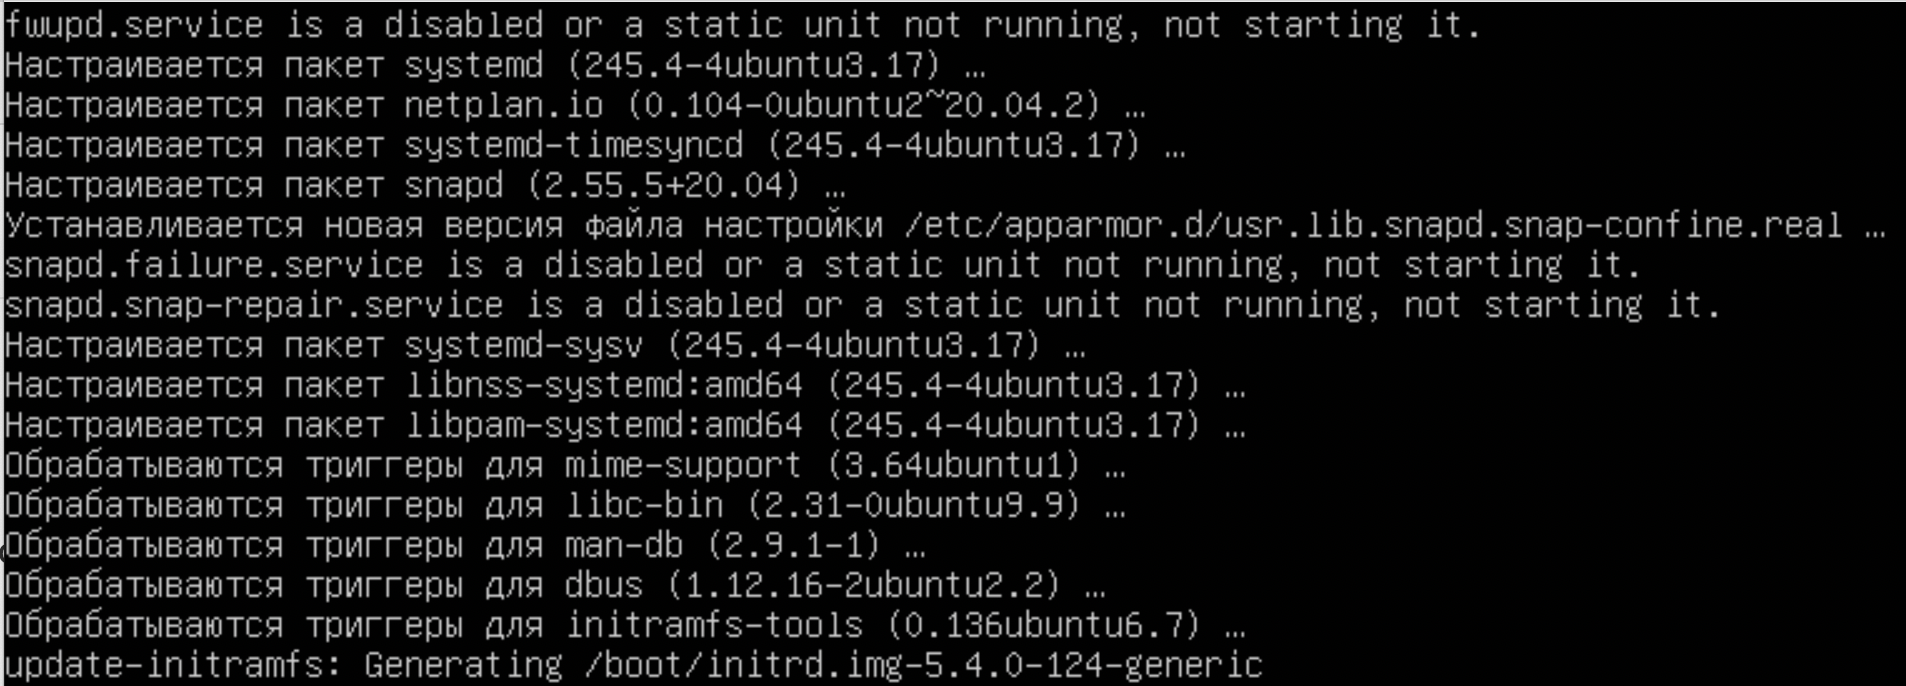 fwupd.service is a disabled or a static unit not running, not starting it.
Настраивается пакет systemd (245.4-4ubuntu3.17) …
Настраивается пакет netplan.io (0.104-0ubuntu2~20.04.2) …
Настраивается пакет systemd-timesyncd (245.4-4ubuntu3.17) …
Настраивается пакет snapd (2.55.5+20.04) …
Устанавливается новая версия файла настройки /etc/apparmor.d/usr.lib.snapd.snap-confine.real …
snapd.failure.service is a disabled or a static unit not running, not starting it.
snapd.snap-repair.service is a disabled or a static unit not running, not starting it.
Настраивается пакет systemd-sysv (245.4-4ubuntu3.17) …
Настраивается пакет libnss-systemd:amd64 (245.4-4ubuntu3.17) …
Настраивается пакет libpam-systemd:amd64 (245.4-4ubuntu3.17) …
Обрабатываются триггеры для mime-support (3.64ubuntu1) …
Обрабатываются триггеры для libc-bin (2.31-0ubuntu9.9) …
Обрабатываются триггеры для man-db (2.9.1-1) …
Обрабатываются триггеры для dbus (1.12.16-2ubuntu2.2) …
Обрабатываются триггеры для initramfs-tools (0.136ubuntu6.7) …
update-initramfs: Generating /boot/initrd.img-5.4.0-124-generic